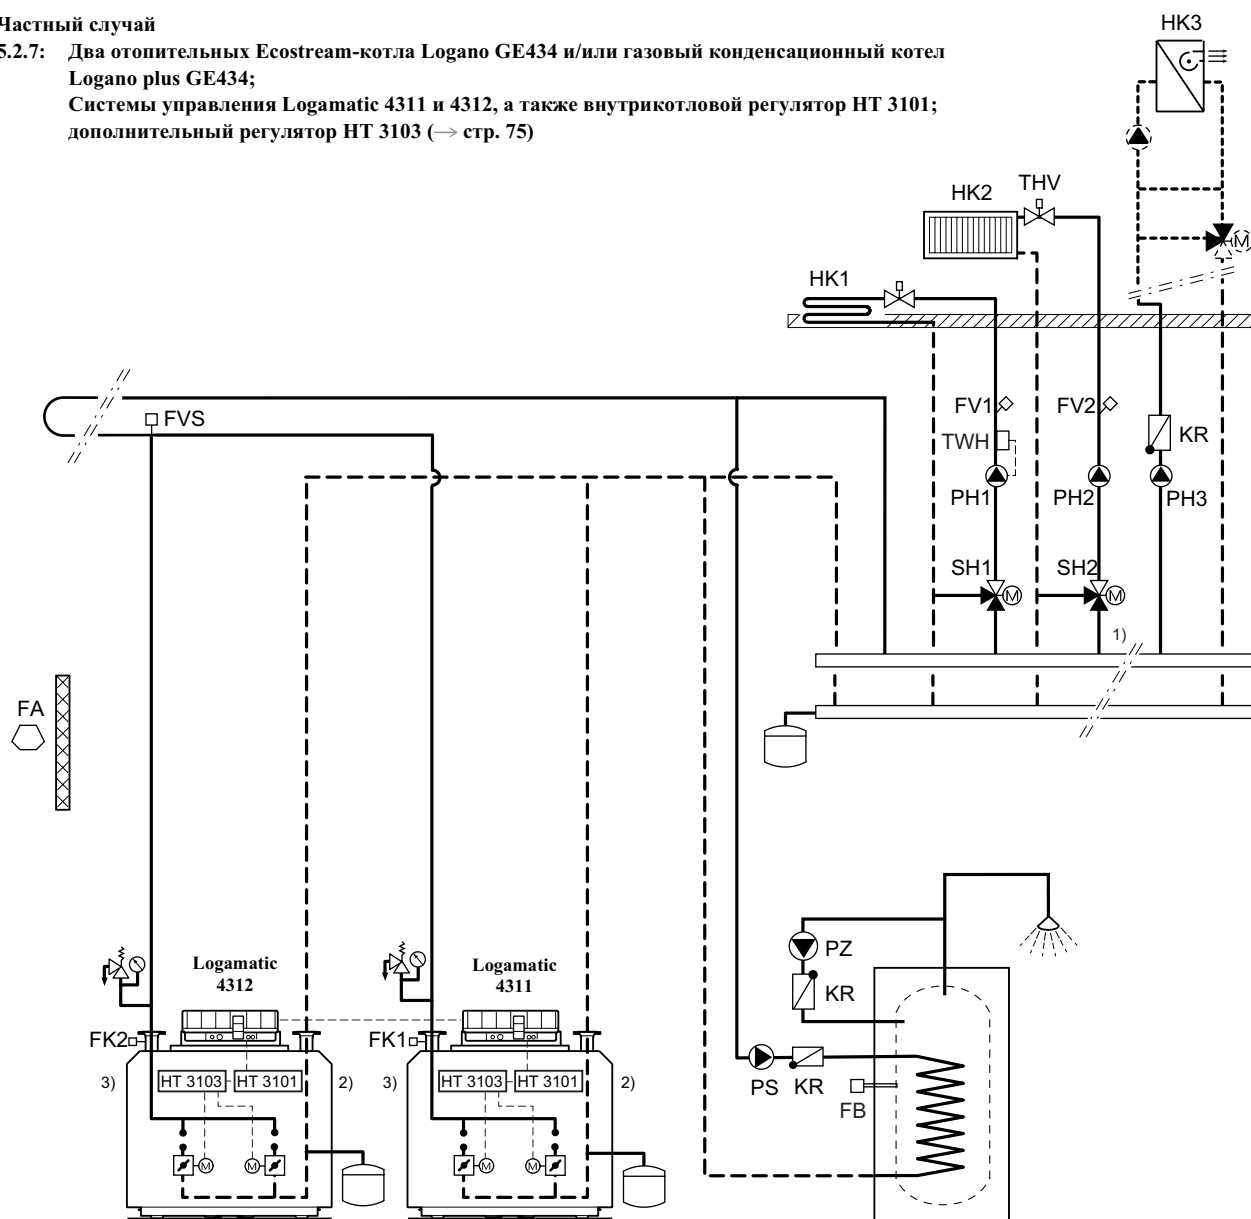 Частный случай
5.2.7: Два отопительных Ecostream-котла Logano GE434 и/или газовый конденсационный котел
Logano plus GE434;
Системы управления Logamatic 4311 и 4312, а также внутрикотловой регулятор HT 3101;
дополнительный регулятор HT 3103 (→ стр. 75)
HK3
M
HK2
THV
HK1
FVS
FV1
FV2
TWH
KR
PH1
PH2
PH3
SH1
SH2
M
M
1)
FA
Logamatic
4312
Logamatic
4311
PZ
KR
FK2
FK1
3)
HT 3103
HT 3101
2)
3)
HT 3103
HT 3101
2)
PS
KR
FB
M
M
M
M